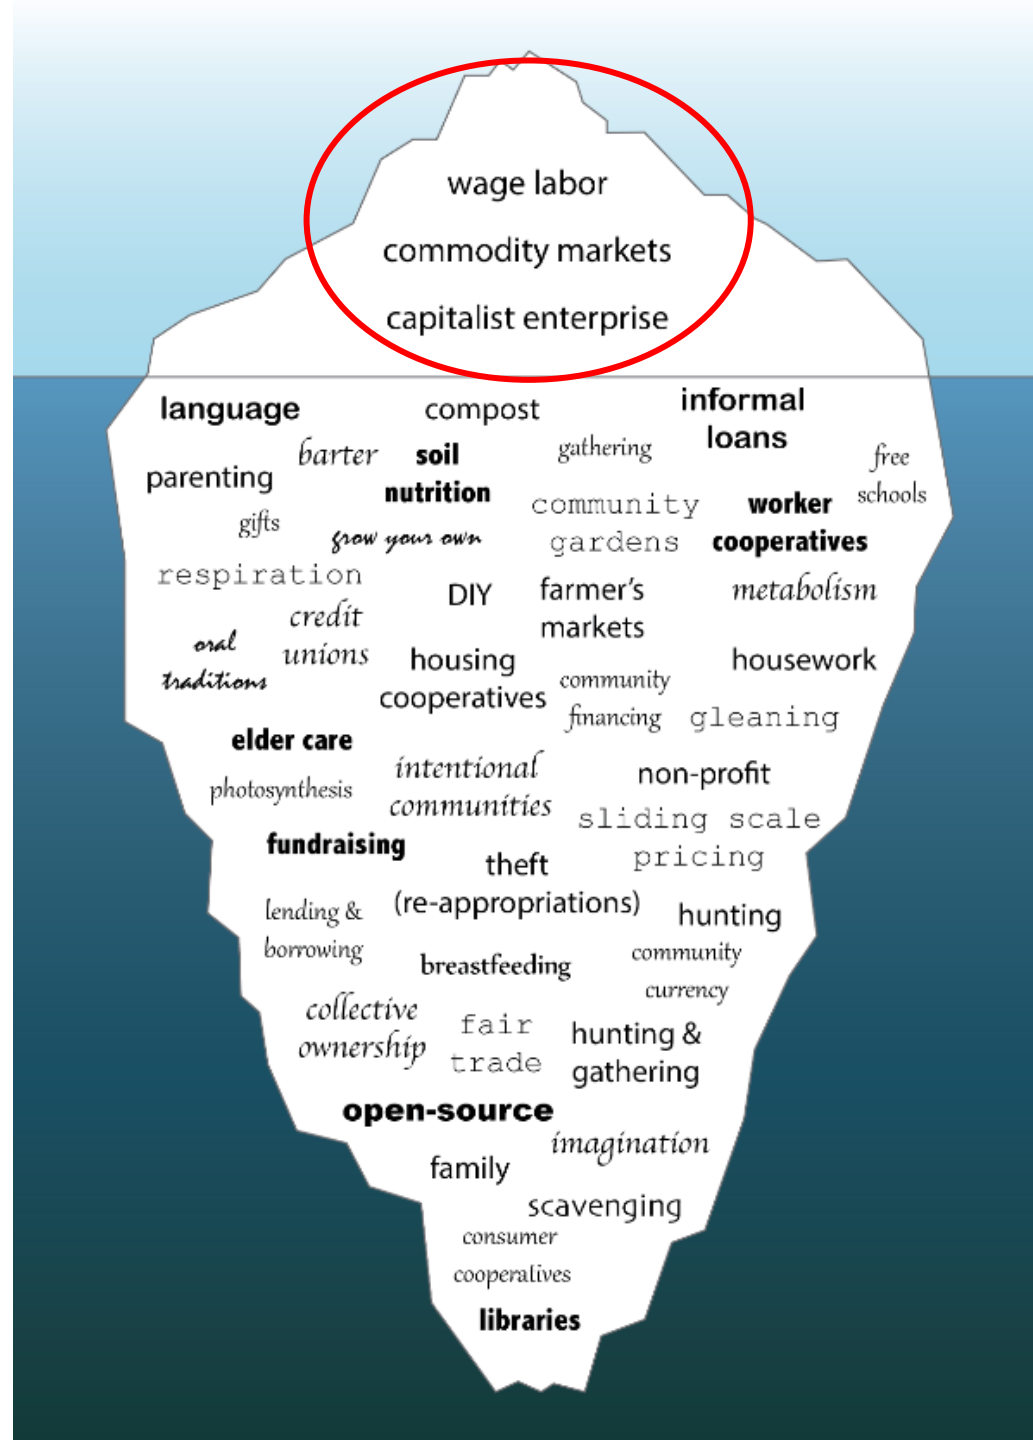 wage labor
commodity markets
capitalist enterprise
language
compost
informal
loans
barter
soil
nutrition
gathering
free
schools
parenting
gifts
grow your own
community
gardens
worker
cooperatives
respiration
credit
unions
DIY
farmer's
markets
metabolism
oral
traditions
housing
cooperatives
community
financing
housework
gleaning
elder care
photosynthesis
intentional
communities
non-profit
sliding scale
pricing
fundraising
theft
(re-appropriations)
lending &
borrowing
hunting
breastfeeding
community
currency
collective
ownership
fair
trade
hunting &
gathering
open-source
imagination
family
scavenging
consumer
cooperatives
libraries